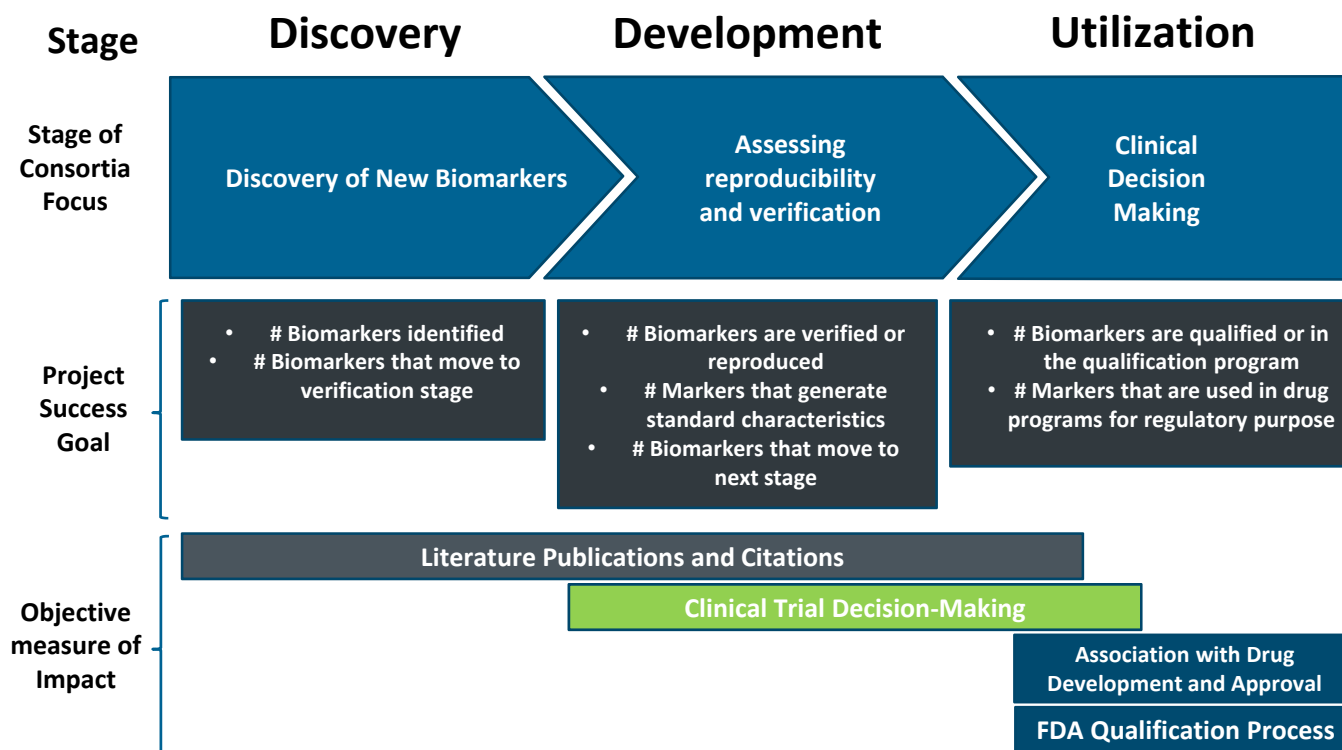 Stage
Discovery
Development
Utilization
Stage of
Consortia
Focus
Discovery of New Biomarkers
Assessing
reproducibility
and verification
Clinical
Decision
Making
Project
Success
Goal
• # Biomarkers identified
• # Biomarkers that move to
verification stage
• # Biomarkers are verified or
reproduced
• # Markers that generate
standard characteristics
• # Biomarkers that move to
next stage
• # Biomarkers are qualified or in
the qualification program
• # Markers that are used in drug
programs for regulatory purpose
Objective
measure of
Impact
Literature Publications and Citations
Clinical Trial Decision-Making
Association with Drug
Development and Approval
FDA Qualification Process